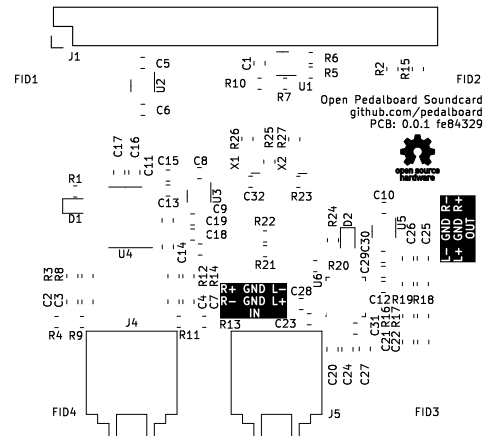 J1
C5
C1
R6
R5
R2
R15
FID1
U2
R10
R7
U1
FID2
C6
Open Pedalboard Soundcard
github.com/pedalboard
PCB: 0.0.1 fe84329
R26
R25
R27
X1
X2
open source
hardware
C17
C16
C11
C15
C8
R1
C32
R23
C10
D1
C13
U3
C9
C19
C18
R22
R24
D2
C30
U5
C26
C25
L- GND R-
L+ GND R+
OUT
U4
C14
R21
U6
R20
C29
R3
R8
R12
R14
R+ GND L-
R- GND L+
IN
C28
C12
R19
R18
C2
C3
C4
C7
R4
R9
J4
R11
R13
C23
C31
R16
R17
C21
C22
C20
C24
C27
FID4
J5
FID3